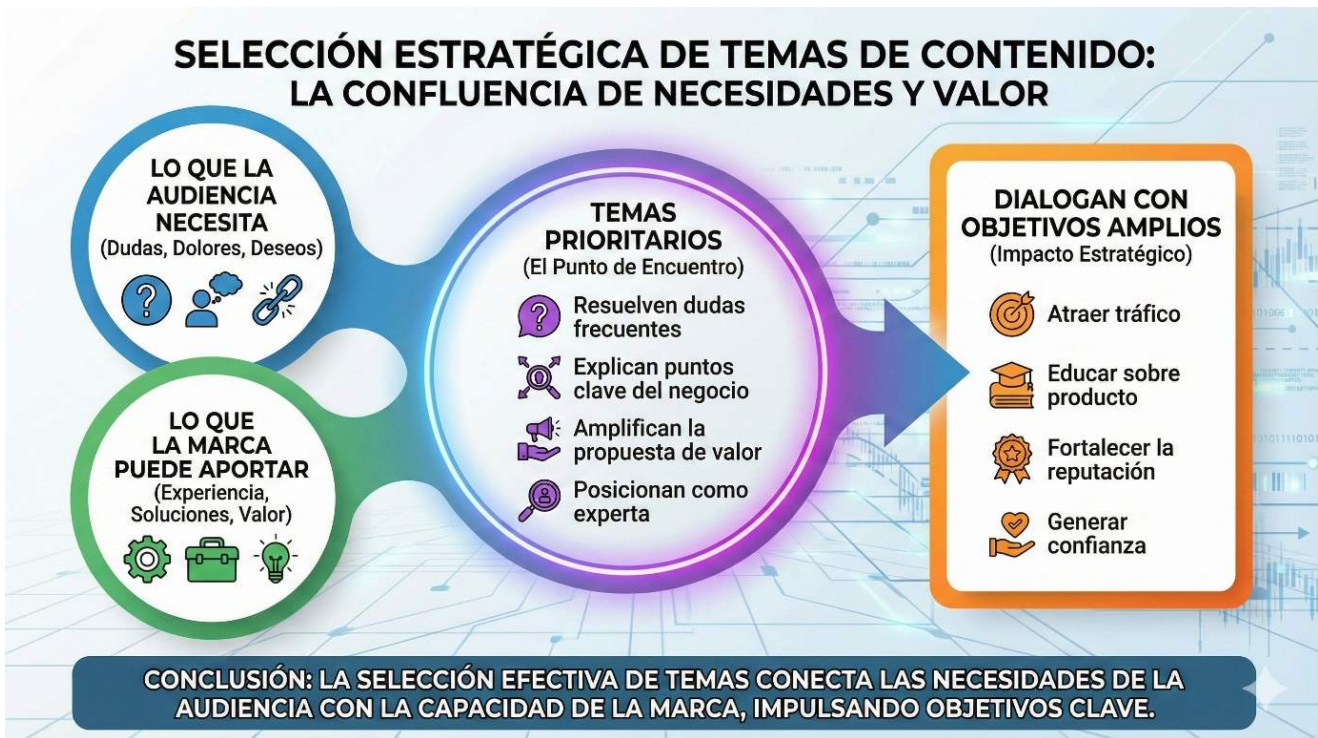 SELECCIÓN ESTRATÉGICA DE TEMAS DE CONTENIDO:
LA CONFLUENCIA DE NECESIDADES Y VALOR
LO QUE LA
AUDIENCIA
NECESITA
(Dudas, Dolores, Deseos)
LO QUE
LA MARCA
PUEDE APORTAR
(Experiencia,
Soluciones, Valor)
TEMAS
PRIORITARIOS
(El Punto de Encuentro)
Resuelven dudas
frecuentes
Explican puntos
clave del negocio
Amplifican la
propuesta de valor
Posicionan como
experta
DIALOGAN CON
OBJETIVOS AMPLIOS
(Impacto Estratégico)
Atraer tráfico
Educar sobre
producto
Fortalecer la
reputación
Generar
confianza
CONCLUSIÓN: LA SELECCIÓN EFECTIVA DE TEMAS CONECTA LAS NECESIDADES DE LA
AUDIENCIA CON LA CAPACIDAD DE LA MARCA, IMPULSANDO OBJETIVOS CLAVE.